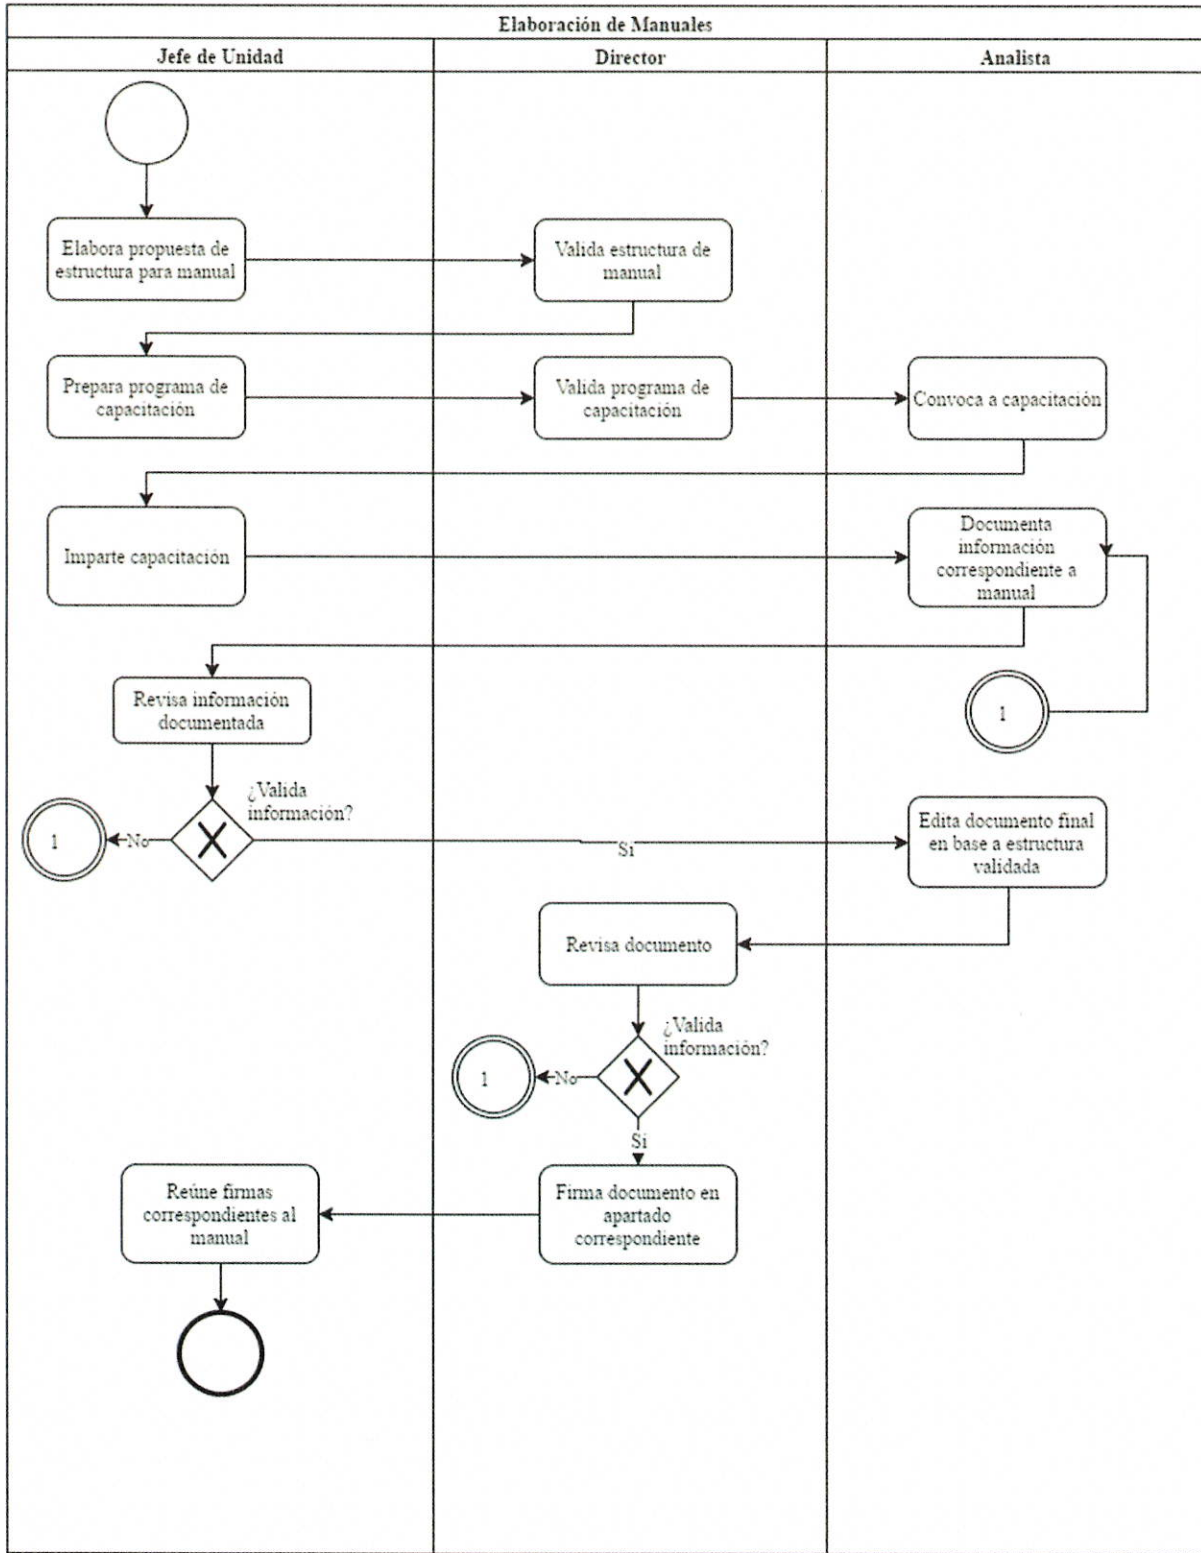 Elaboración de Manuales
Jefe de Unidad
Director
Analista
Elabora propuesta de
estructura para manual
Valida estructura de
manual
Prepara programa de
capacitación
Valida programa de
capacitación
Convoca a capacitación
Imparte capacitación
Documenta
información
correspondiente a
manual
Revisa información
documentada
1
¿Valida
información?
1
No
Si
Edita documento final
en base a estructura
validada
Revisa documento
¿Valida
información?
1
No
Si
Reúne firmas
correspondientes al
manual
Firma documento en
apartado
correspondiente